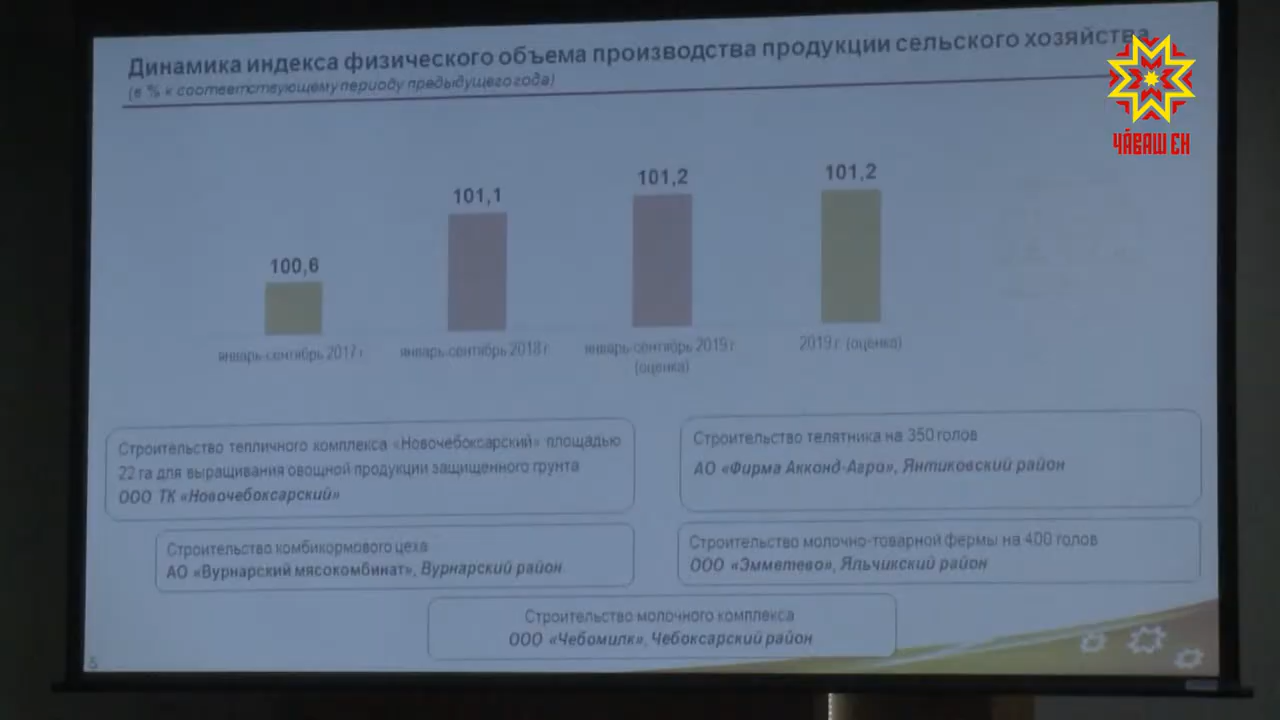 Динамика индекса физического объема производства продукции сельского хозяйства
(в % к соответствующему периоду предыдущего года)
ЧӐВАШ ЕН
100,6
101,1
101,2
101,2
январь-сентябрь 2017 г
январь-сентябрь 2018 г
январь-сентябрь 2019 г
(оценка)
2019 г. (оценка)
Строительство тепличного комплекса «Новочебоксарский» площадью
22 га для выращивания овощной продукции защищенного грунта
ООО ТК «Новочебоксарский»
Строительство телятника на 350 голов
АО «Фирма Акконд-Агро», Янтиковский район
Строительство комбикормового цеха
АО «Вурнарский мясокомбинат», Вурнарский район
Строительство молочно-товарной фермы на 400 голов
ООО «Эмметево», Яльчикский район
Строительство молочного комплекса
ООО «Чебомилк», Чебоксарский район
5